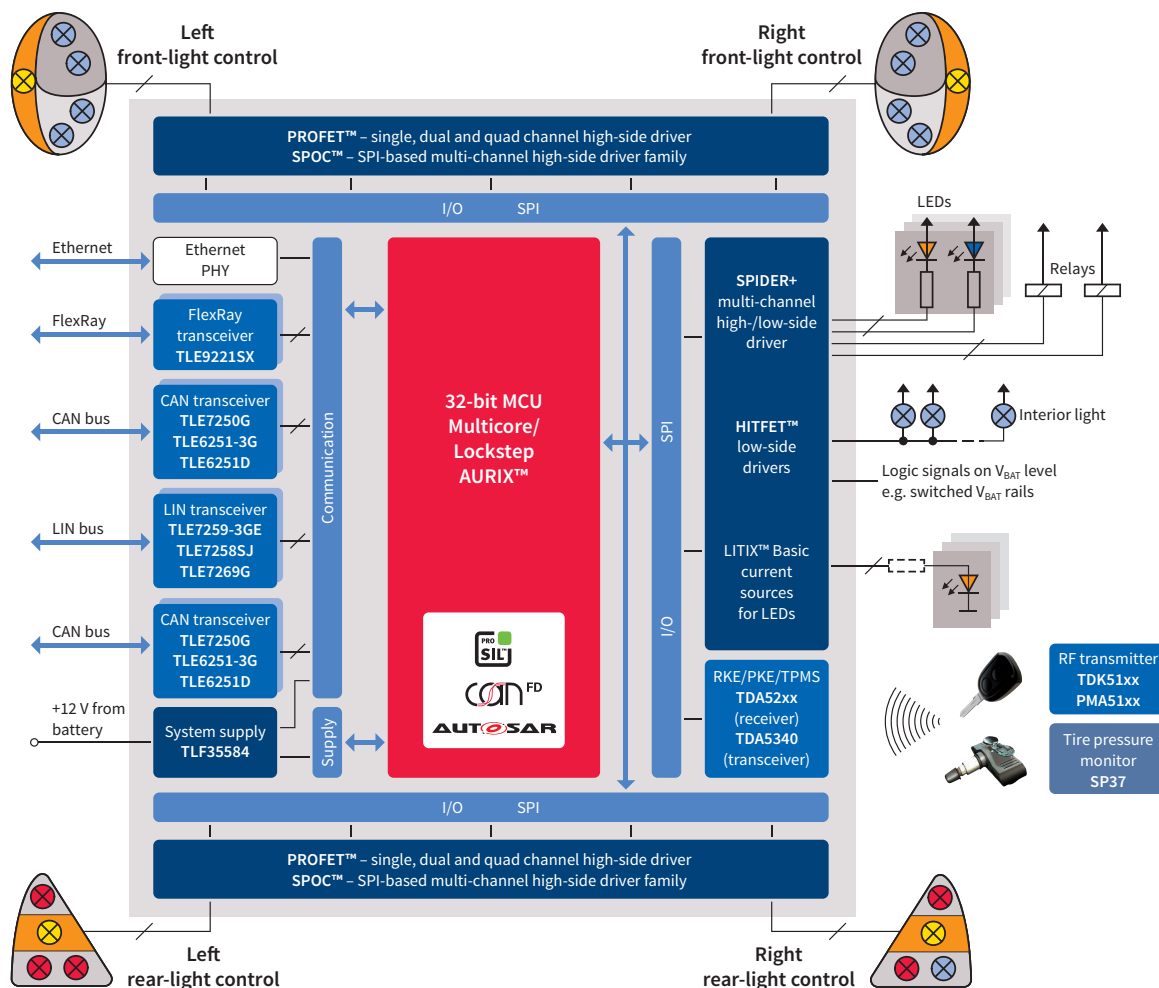 Left
front-light control
Right
front-light control
PROFET™ – single, dual and quad channel high-side driver
SPOC™ – SPI-based multi-channel high-side driver family
I/O SPI
Ethernet
Ethernet
PHY
FlexRay
FlexRay
transceiver
TLE9221SX
CAN bus
CAN transceiver
TLE7250G
TLE6251-3G
TLE6251D
LIN bus
LIN transceiver
TLE7259-3GE
TLE7258SJ
TLE7269G
CAN bus
CAN transceiver
TLE7250G
TLE6251-3G
TLE6251D
+12 V from
battery
System supply
TLF35584
Communication
Supply
32-bit MCU
Multicore/
Lockstep
AURIX™
PRO
SIL™
CAN FD
AUTOSAR
SPI
I/O
SPIDER+
multi-channel
high-/low-side
driver
HITFET™
low-side
drivers
LITIX™ Basic
current
sources
for LEDs
RKE/PKE/TPMS
TDA52xx
(receiver)
TDA5340
(transceiver)
LEDs
Relays
Interior light
Logic signals on VBAT level
e.g. switched VBAT rails
RF transmitter
TDK51xx
PMA51xx
Tire pressure
monitor
SP37
I/O SPI
PROFET™ – single, dual and quad channel high-side driver
SPOC™ – SPI-based multi-channel high-side driver family
Left
rear-light control
Right
rear-light control